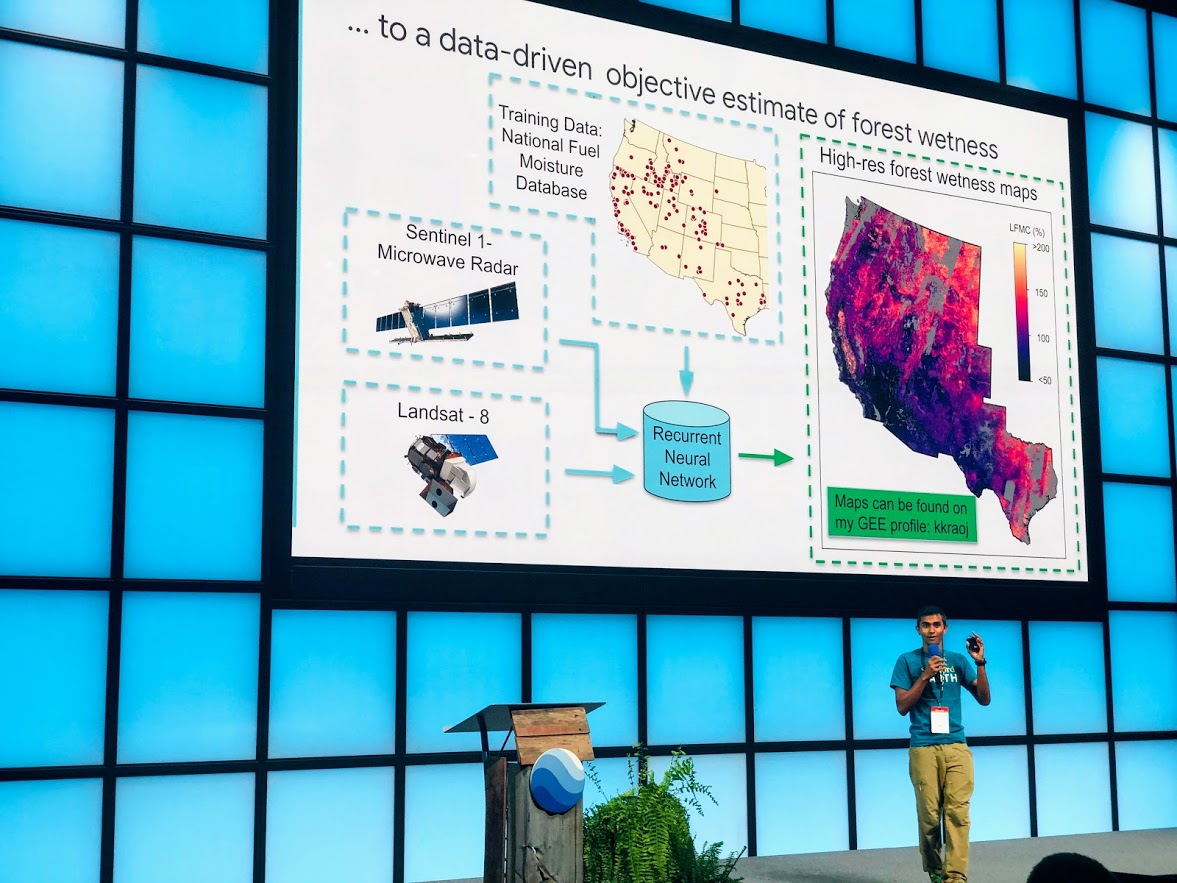 ... to a data-driven objective estimate of forest wetness
Training Data:
National Fuel
Moisture
Database
High-res forest wetness maps
LFMC (%)
>200
150
100
<50
Sentinel 1-
Microwave Radar
Landsat - 8
Recurrent
Neural
Network
Maps can be found on
my GEE profile: kkraoj